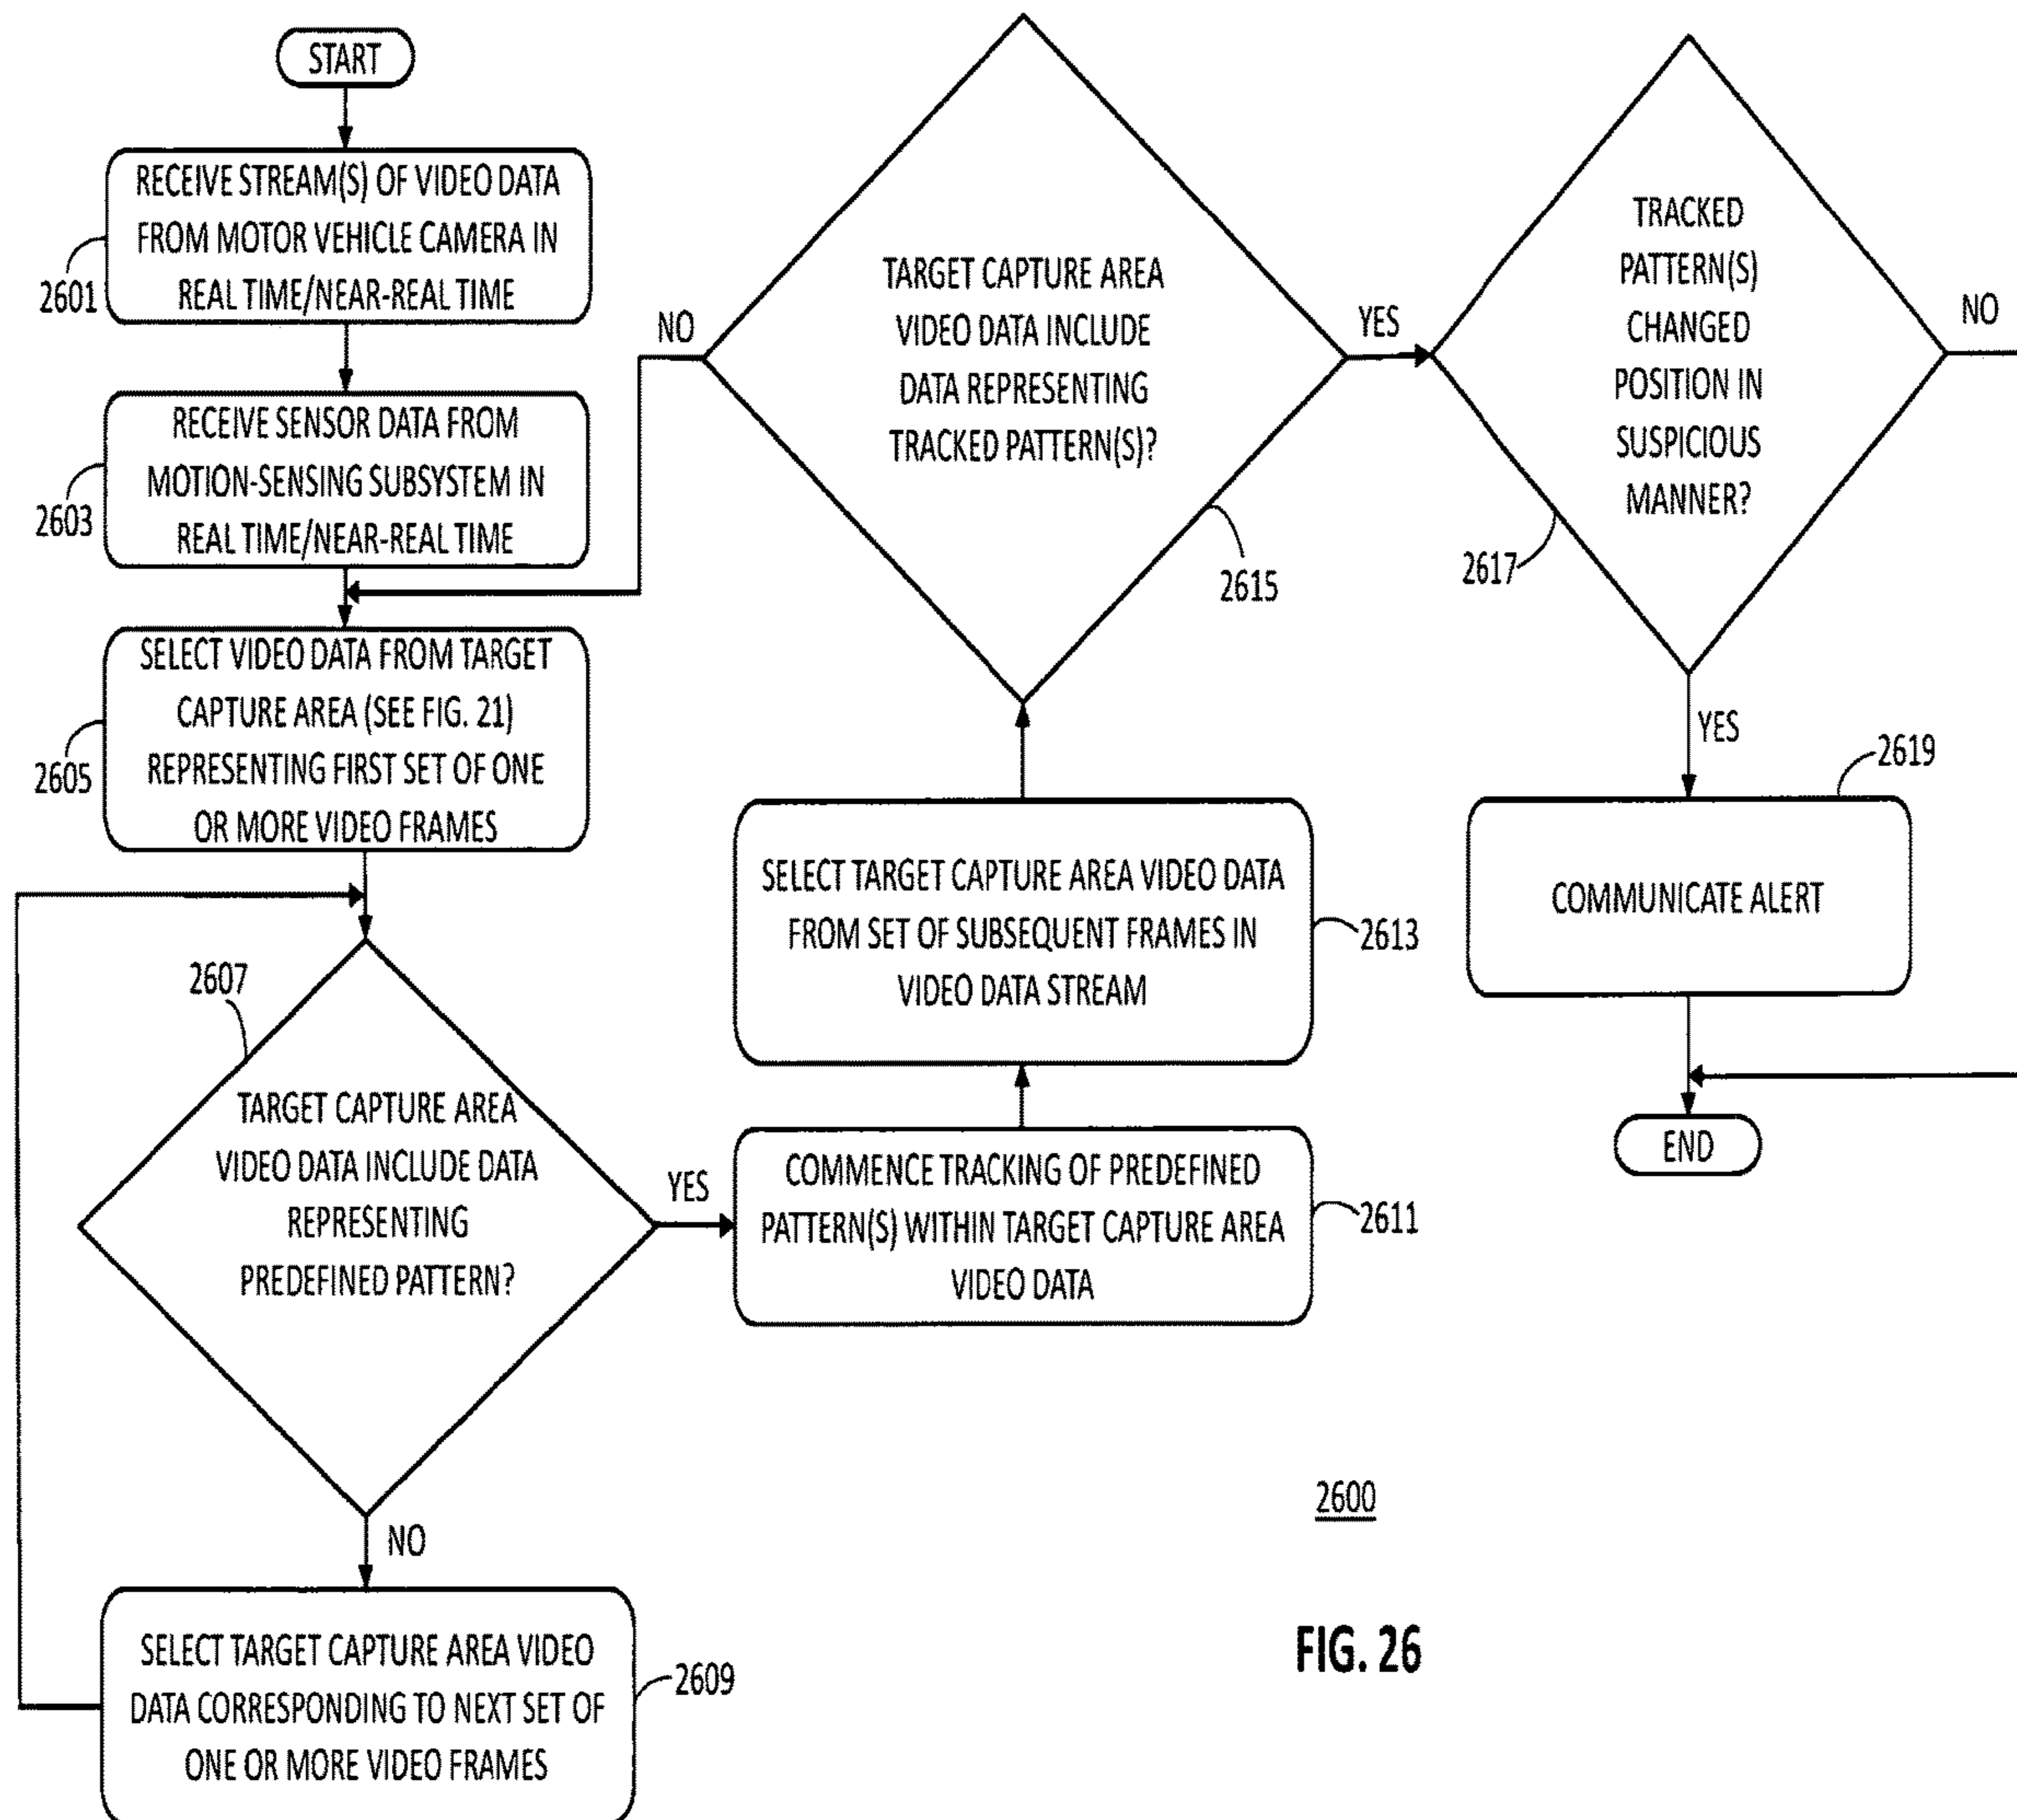 START
RECEIVE STREAM(S) OF VIDEO DATA
FROM MOTOR VEHICLE CAMERA IN
REAL TIME/NEAR-REAL TIME
2601
RECEIVE SENSOR DATA FROM
MOTION-SENSING SUBSYSTEM IN
REAL TIME/NEAR-REAL TIME
2603
SELECT VIDEO DATA FROM TARGET
CAPTURE AREA (SEE FIG. 21)
REPRESENTING FIRST SET OF ONE
OR MORE VIDEO FRAMES
2605
2607
TARGET CAPTURE AREA
VIDEO DATA INCLUDE DATA
REPRESENTING
PREDEFINED PATTERN?
YES
NO
SELECT TARGET CAPTURE AREA VIDEO
DATA CORRESPONDING TO NEXT SET OF
ONE OR MORE VIDEO FRAMES
2609
COMMENCE TRACKING OF PREDEFINED
PATTERN(S) WITHIN TARGET CAPTURE AREA
VIDEO DATA
2611
SELECT TARGET CAPTURE AREA VIDEO DATA
FROM SET OF SUBSEQUENT FRAMES IN
VIDEO DATA STREAM
2613
TARGET CAPTURE AREA
VIDEO DATA INCLUDE
DATA REPRESENTING
TRACKED PATTERN(S)?
2615
NO
YES
TRACKED
PATTERN(S)
CHANGED
POSITION IN
SUSPICIOUS
MANNER?
2617
NO
YES
2619
COMMUNICATE ALERT
END
2600
FIG. 26